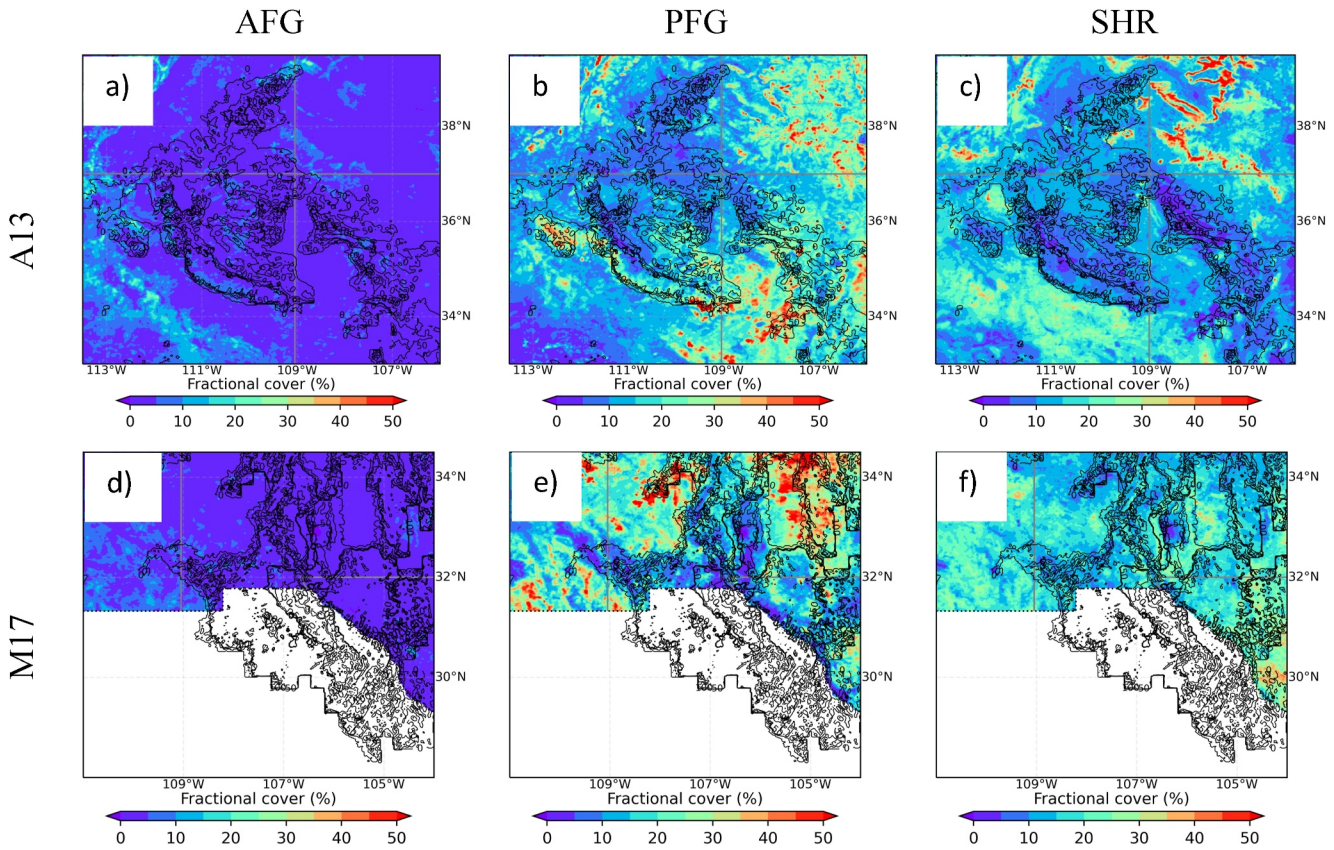 AFG PFG SHR
A13
a) b) c)
38°N 38°N 38°N
36°N 36°N 36°N
34°N 34°N 34°N
113°W 111°W 109°W 107°W 113°W 111°W 109°W 107°W 113°W 111°W 109°W 107°W
Fractional cover (%) Fractional cover (%) Fractional cover (%)
0 10 20 30 40 50 0 10 20 30 40 50 0 10 20 30 40 50
M17
d) e) f)
34°N 34°N 34°N
32°N 32°N 32°N
30°N 30°N 30°N
109°W 107°W 105°W 109°W 107°W 105°W 109°W 107°W 105°W
Fractional cover (%) Fractional cover (%) Fractional cover (%)
0 10 20 30 40 50 0 10 20 30 40 50 0 10 20 30 40 50